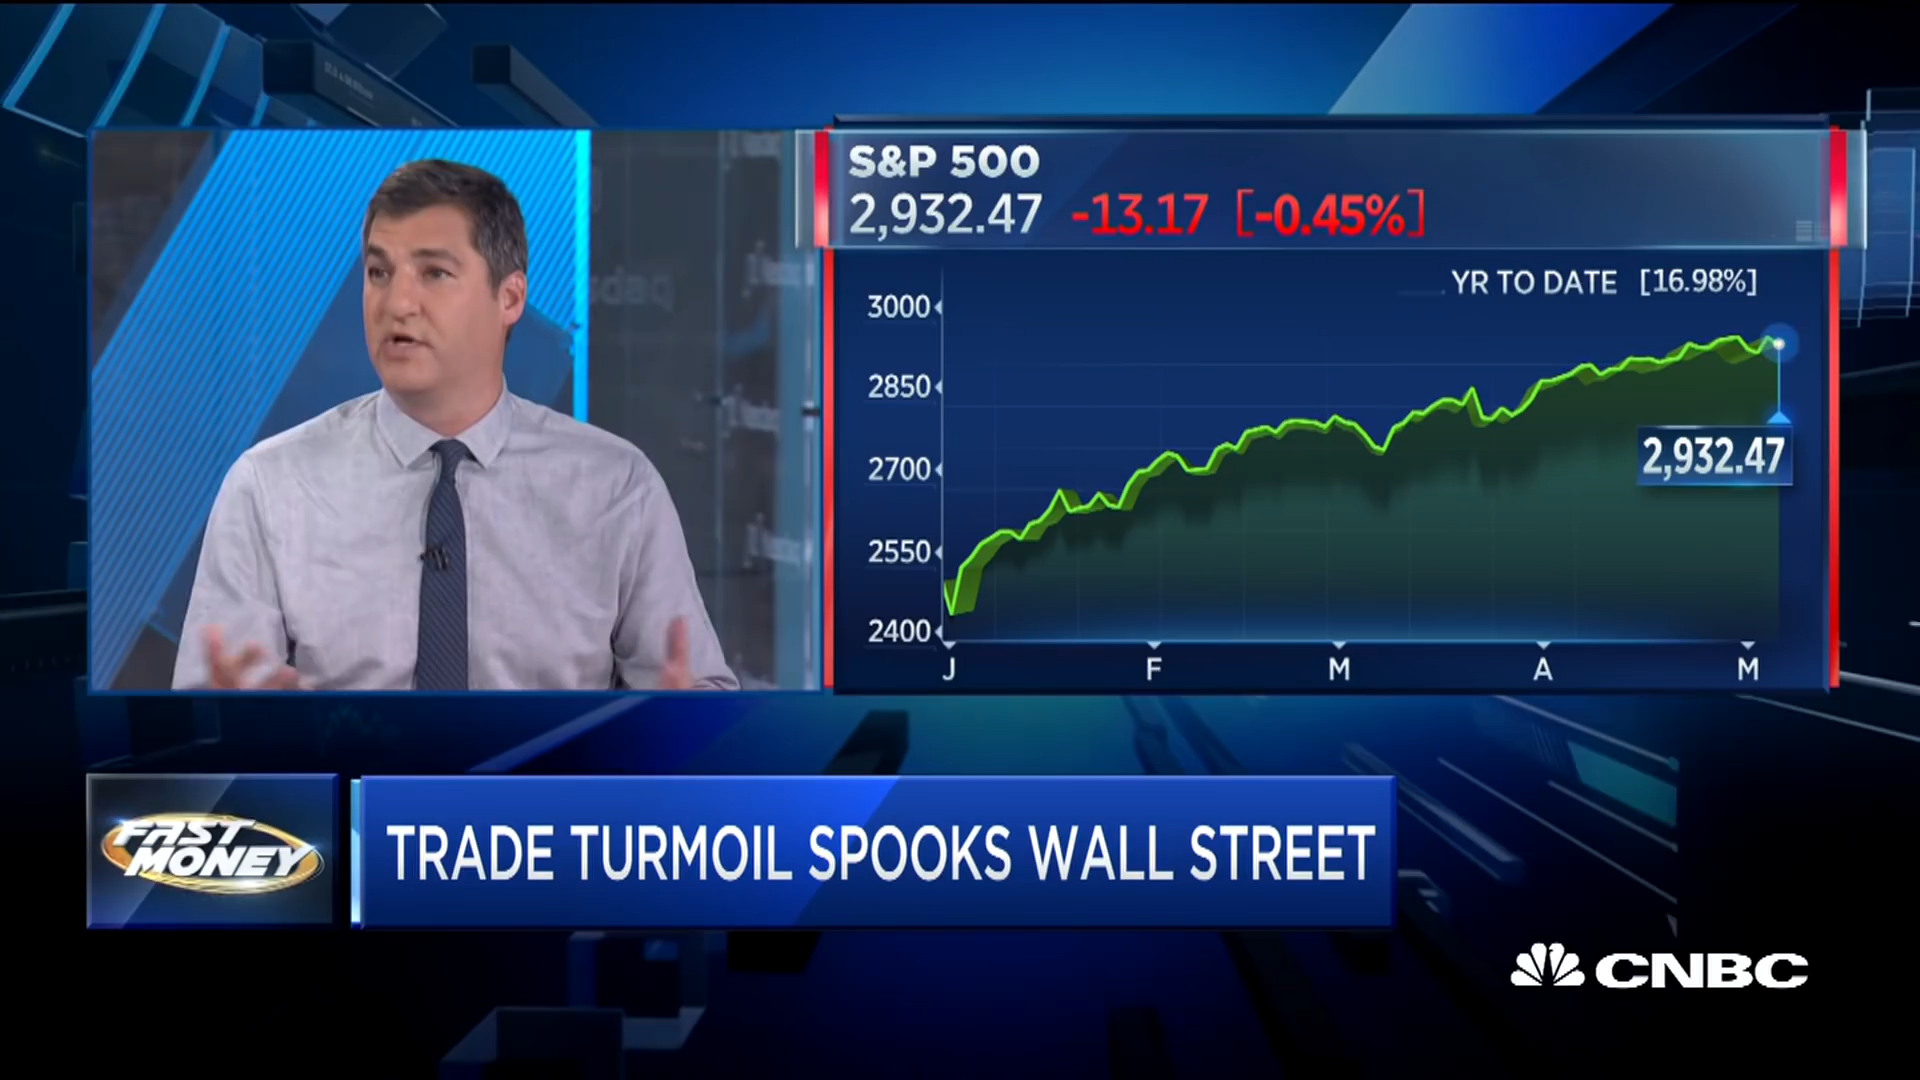 S&P 500
2,932.47 -13.17 [-0.45%]
YR TO DATE [16.98%]
3000
2850
2700
2550
2400
2,932.47
J F M A M
FAST
MONEY
TRADE TURMOIL SPOOKS WALL STREET
CNBC